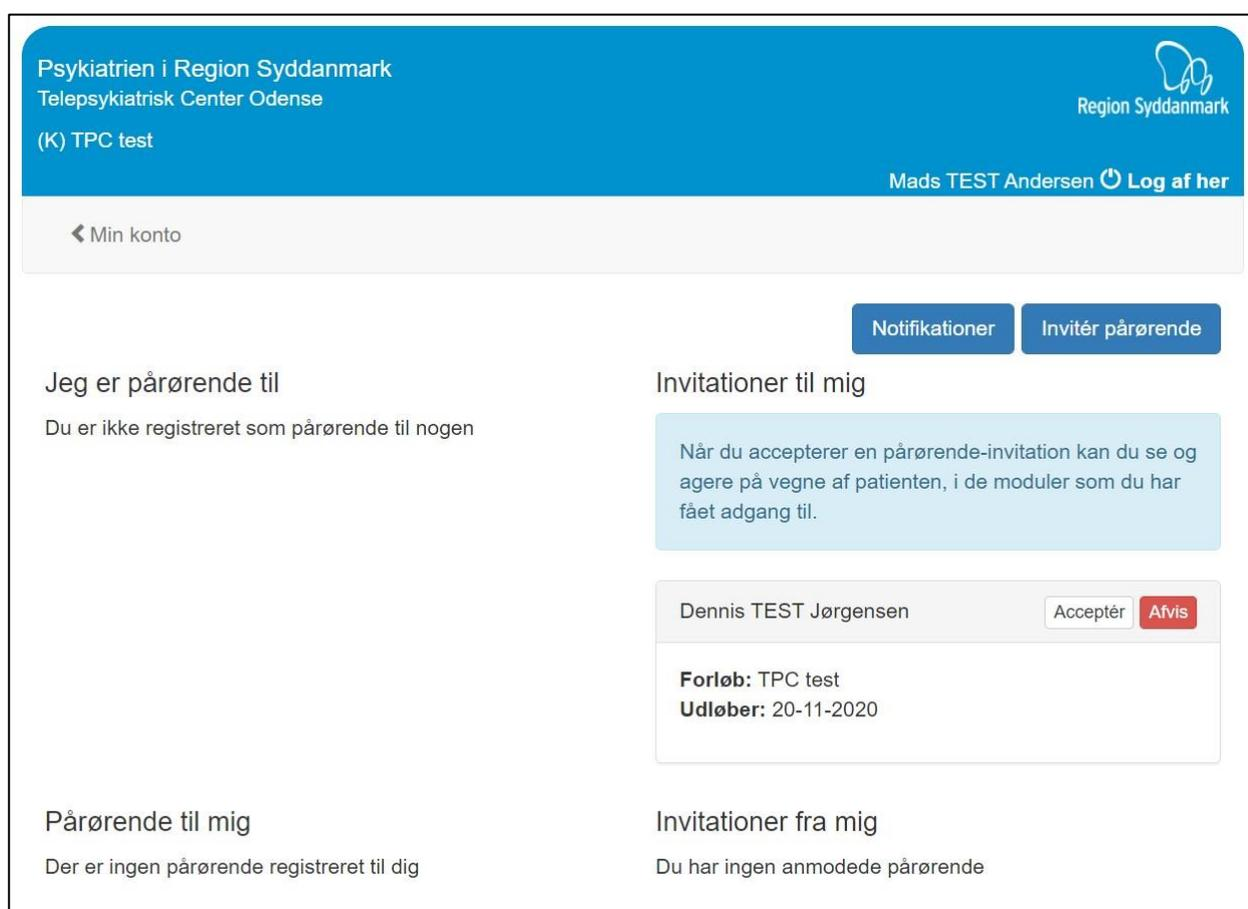 Psykiatrien i Region Syddanmark
Telepsykiatrisk Center Odense
(K) TPC test
Region Syddanmark
Mads TEST Andersen Log af her
Min konto
Notifikationer Invitér pårørende
Jeg er pårørende til
Du er ikke registreret som pårørende til nogen
Invitationer til mig
Når du accepterer en pårørende-invitation kan du se og
agere på vegne af patienten, i de moduler som du har
fået adgang til.
Dennis TEST Jørgensen Acceptér Afvis
Forløb: TPC test
Udløber: 20-11-2020
Pårørende til mig
Der er ingen pårørende registreret til dig
Invitationer fra mig
Du har ingen anmodede pårørende